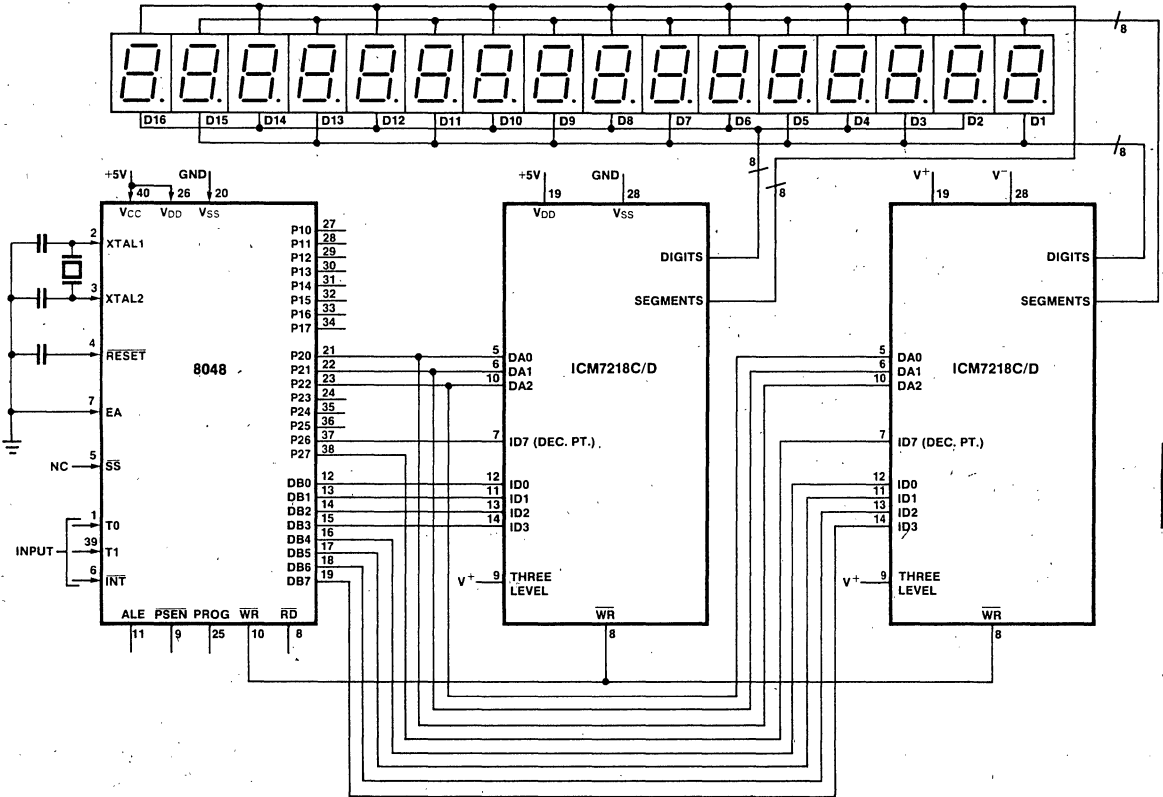 8
D16 D15 D14 D13 D12 D11 D10 D9 D8 D7 D6 D5 D4 D3 D2 D1
8
8
8
+5V GND
40 26 20
VCC VDD VSS
2 XTAL1
3 XTAL2
4 RESET
7 EA
NC 5 SS
INPUT
1 T0
39 T1
6 INT
8048
P10 27
P11 28
P12 29
P13 30
P14 31
P15 32
P16 33
P17 34
P20 21
P21 22
P22 23
P23 24
P24 35
P25 36
P26 37
P27 38
DB0 12
DB1 13
DB2 14
DB3 15
DB4 16
DB5 17
DB6 18
DB7 19
ALE PSEN PROG WR RD
11 9 25 10 8
+5V GND
19 28
VDD VSS
DIGITS
SEGMENTS
ICM7218C/D
5 DA0
6 DA1
10 DA2
7 ID7 (DEC. PT.)
12 ID0
11 ID1
13 ID2
14 ID3
V+ 9 THREE
LEVEL
WR
8
V+ V−
19 28
DIGITS
SEGMENTS
ICM7218C/D
5 DA0
6 DA1
10 DA2
7 ID7 (DEC. PT.)
12 ID0
11 ID1
13 ID2
14 ID3
V+ 9 THREE
LEVEL
WR
8